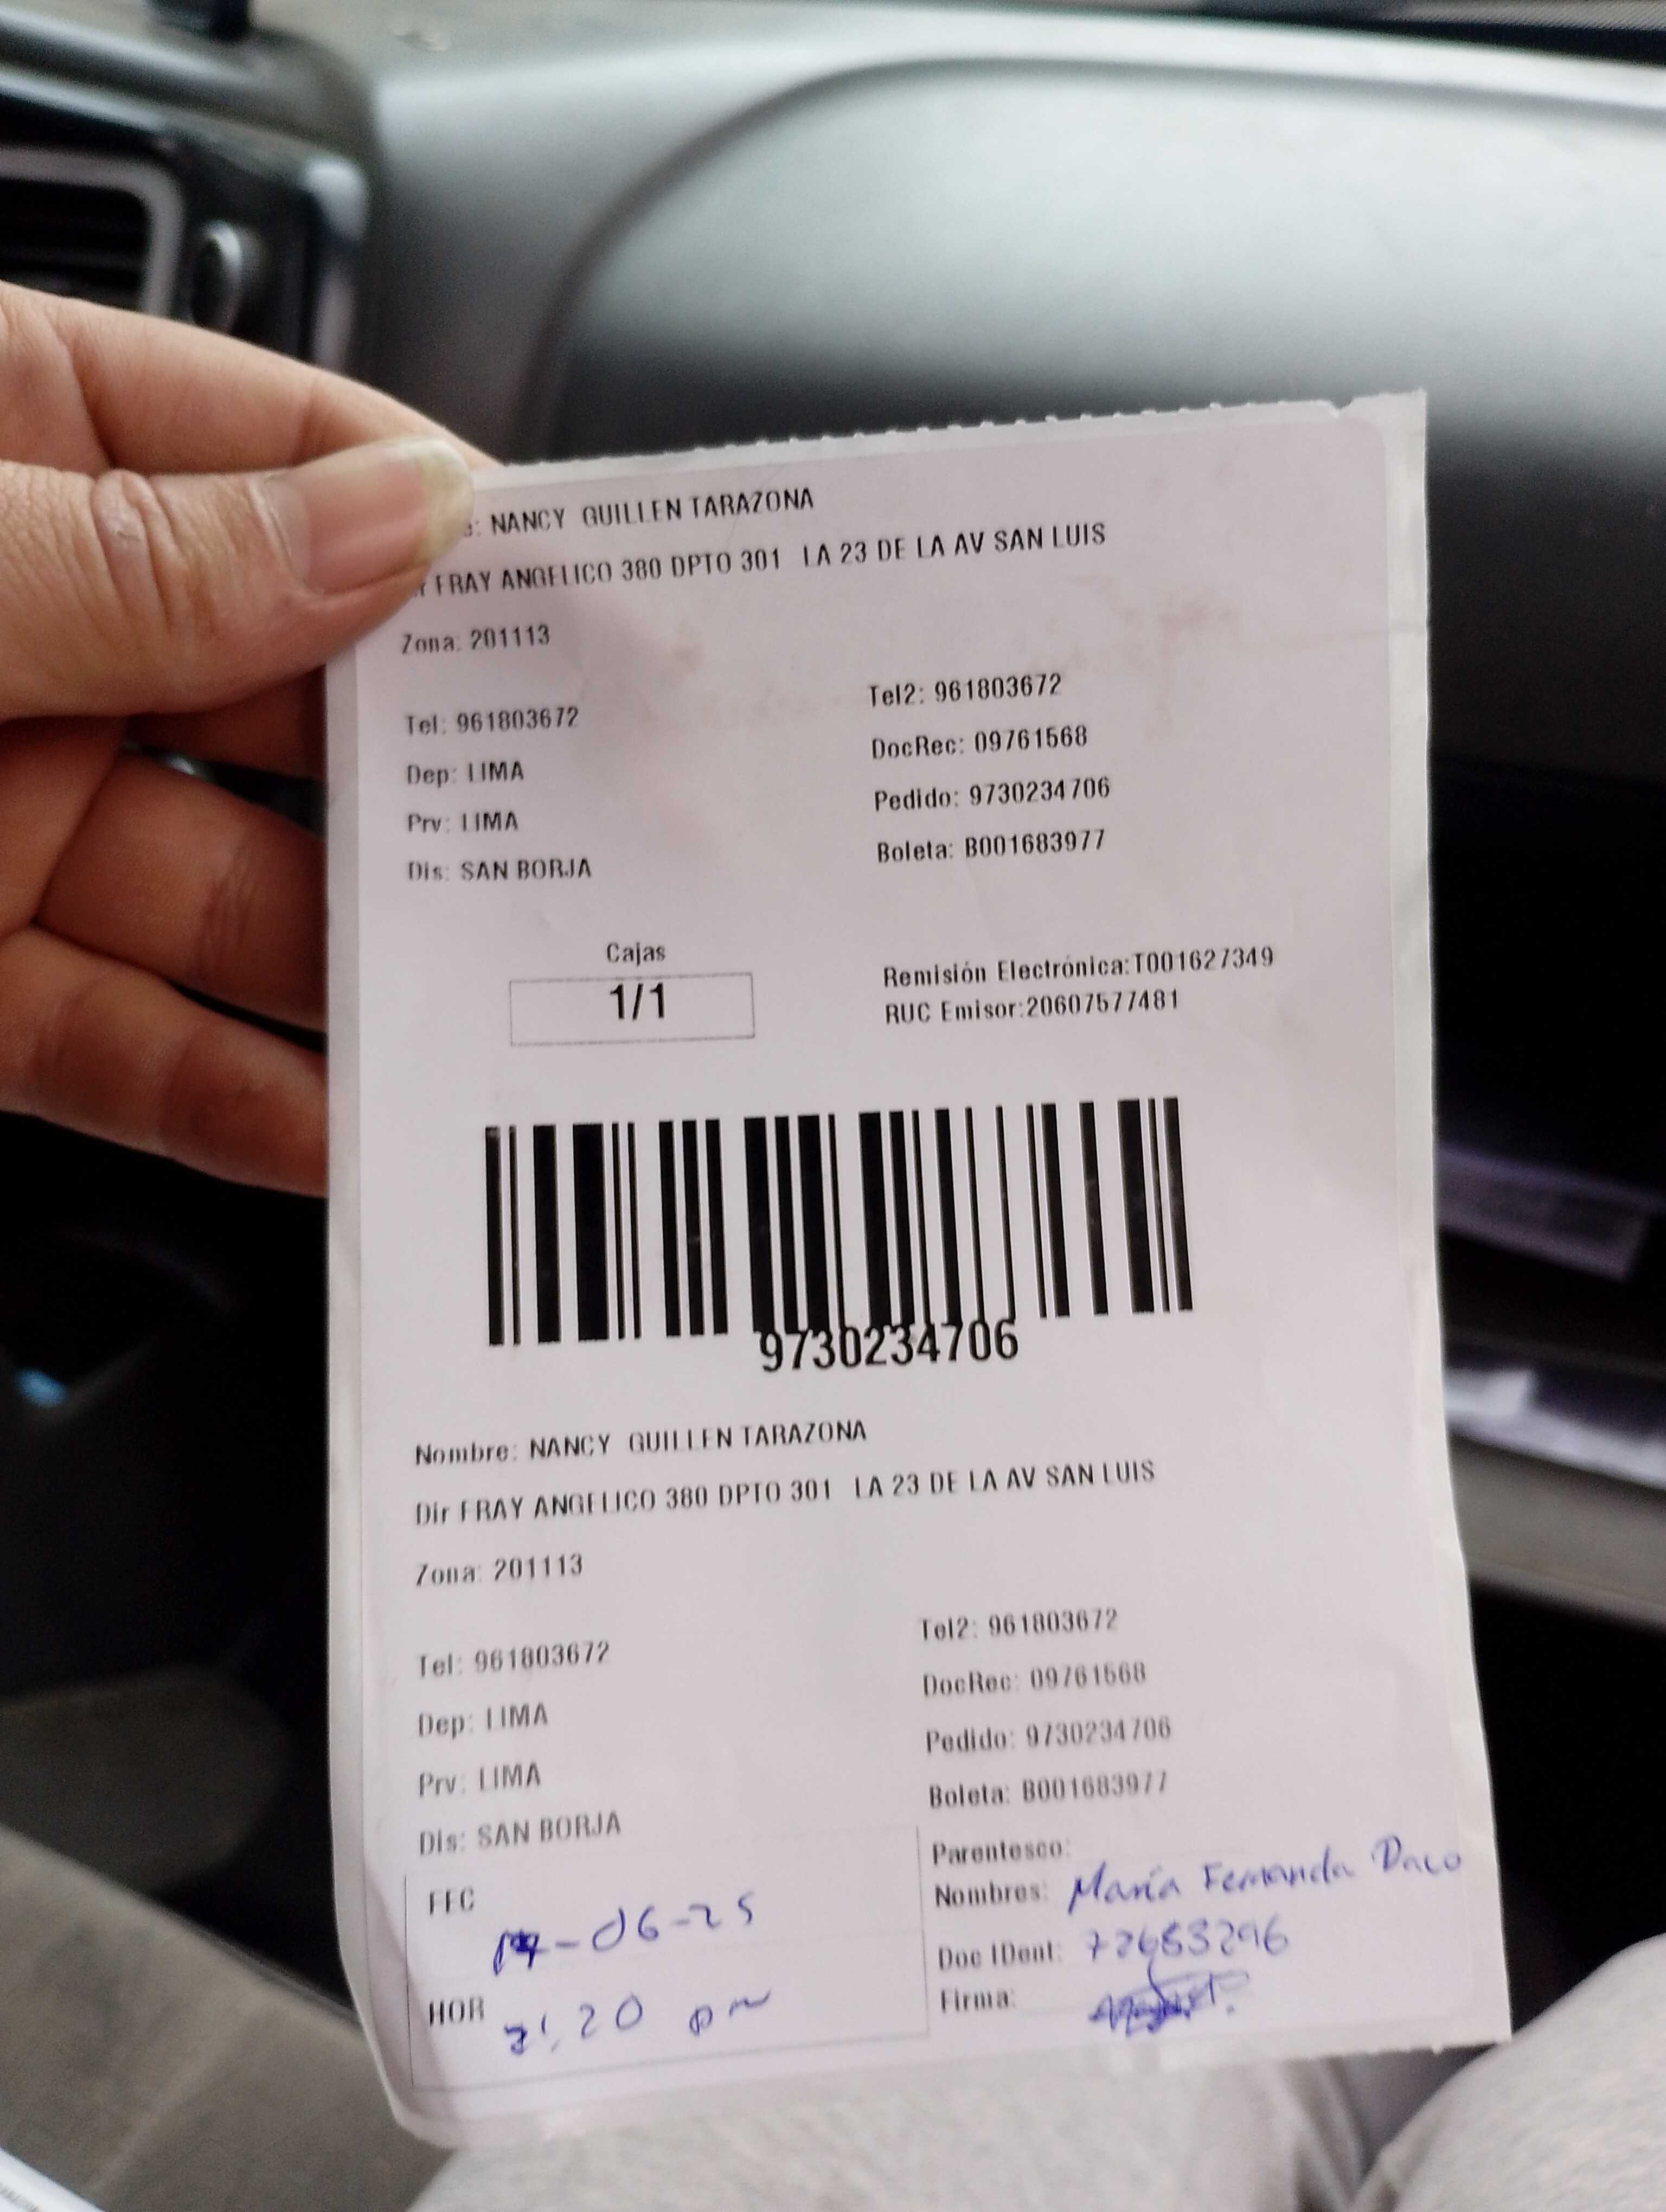 : NANCY GUILLEN TARAZONA
FRAY ANGELICO 380 DPTO 301 LA 23 DE LA AV SAN LUIS
Zona: 201113
Tel: 961803672 Tel2: 961803672
Dep: LIMA DocRec: 09761568
Prv: LIMA Pedido: 9730234706
Dis: SAN BORJA Boleta: B001683977
Cajas
1/1
Remisión Electrónica:T001627349
RUC Emisor:20607577481
9730234706
Nombre: NANCY GUILLEN TARAZONA
Dir FRAY ANGELICO 380 DPTO 301 LA 23 DE LA AV SAN LUIS
Zona: 201113
Tel: 961803672 Tel2: 961803672
Dep: LIMA DocRec: 09761568
Prv: LIMA Pedido: 9730234706
Dis: SAN BORJA Boleta: B001683977
Parentesco:
FEC
Nombres: María Fernanda
Doc IDent: 72653296
HOR 20 pm
Firma: